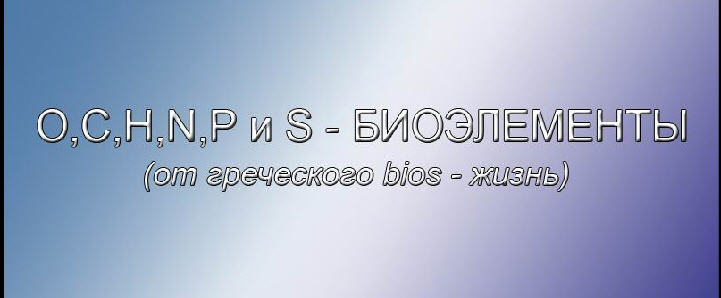 O,C,H,N,P и S - БИОЭЛЕМЕНТЫ
(от греческого bios - жизнь)